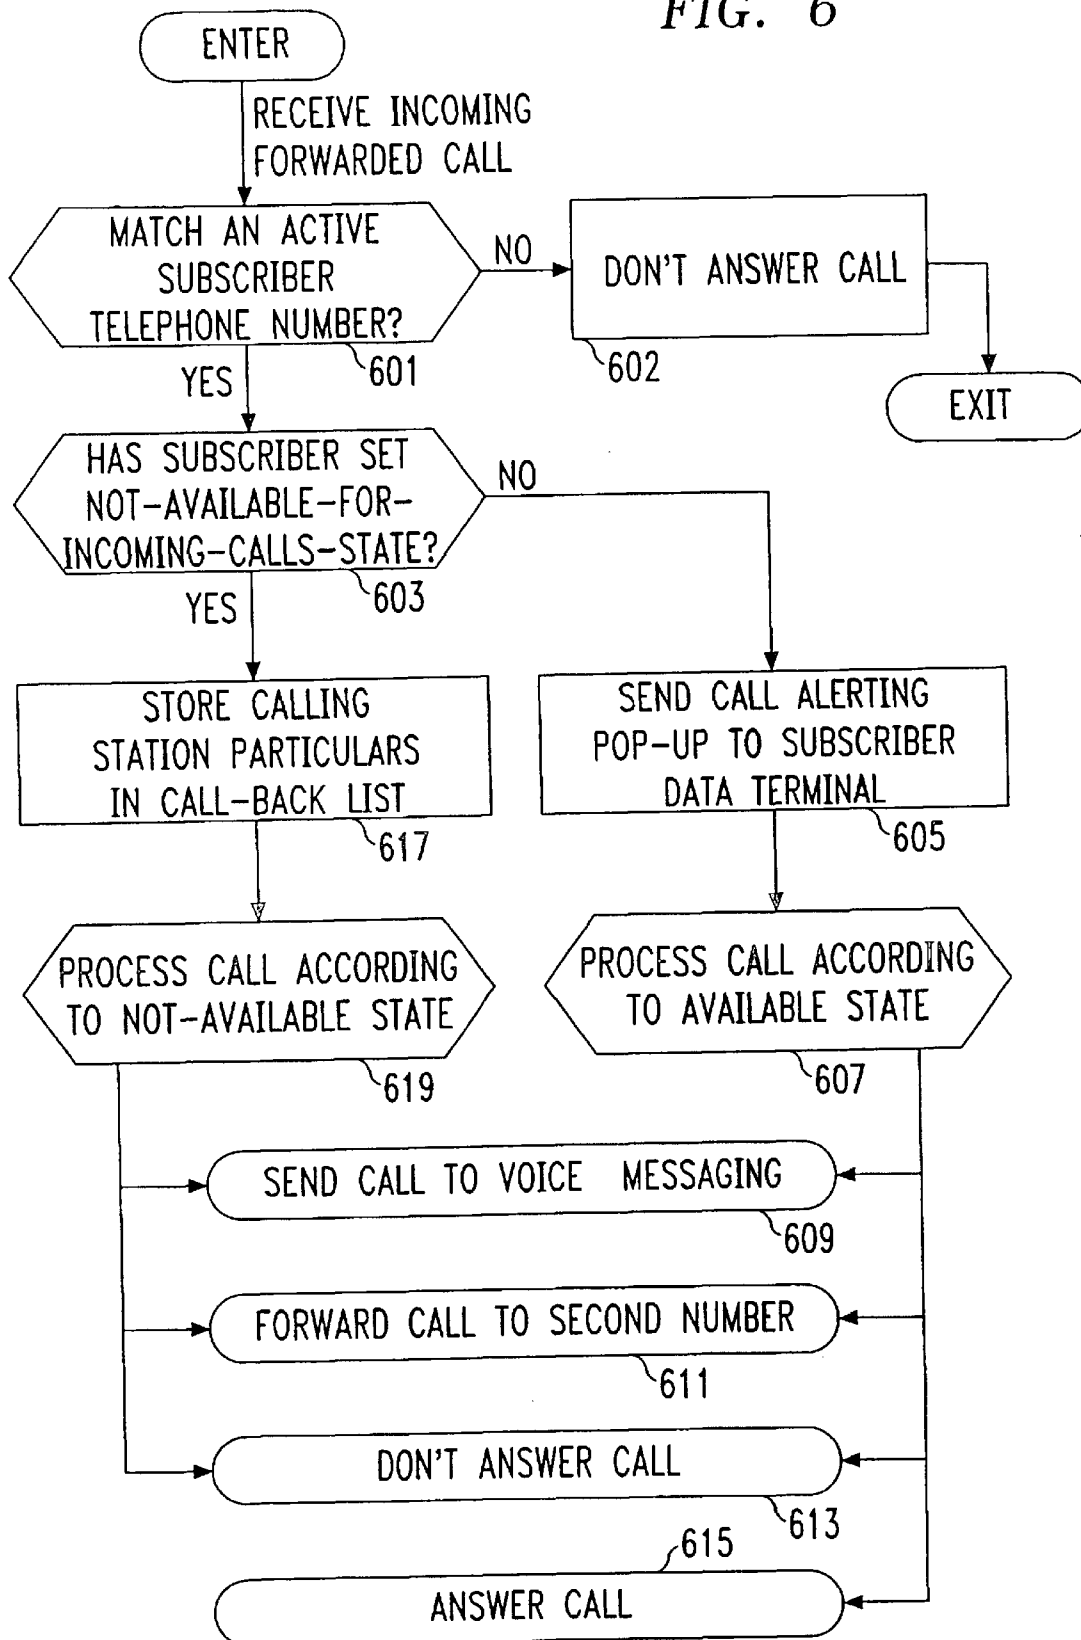 FIG. 6
ENTER
RECEIVE INCOMING
FORWARDED CALL
MATCH AN ACTIVE
SUBSCRIBER
TELEPHONE NUMBER?
601
NO
DON'T ANSWER CALL
602
EXIT
YES
HAS SUBSCRIBER SET
NOT-AVAILABLE-FOR-
INCOMING-CALLS-STATE?
603
NO
YES
STORE CALLING
STATION PARTICULARS
IN CALL-BACK LIST
617
SEND CALL ALERTING
POP-UP TO SUBSCRIBER
DATA TERMINAL
605
PROCESS CALL ACCORDING
TO NOT-AVAILABLE STATE
619
PROCESS CALL ACCORDING
TO AVAILABLE STATE
607
SEND CALL TO VOICE MESSAGING
609
FORWARD CALL TO SECOND NUMBER
611
DON'T ANSWER CALL
613
615
ANSWER CALL